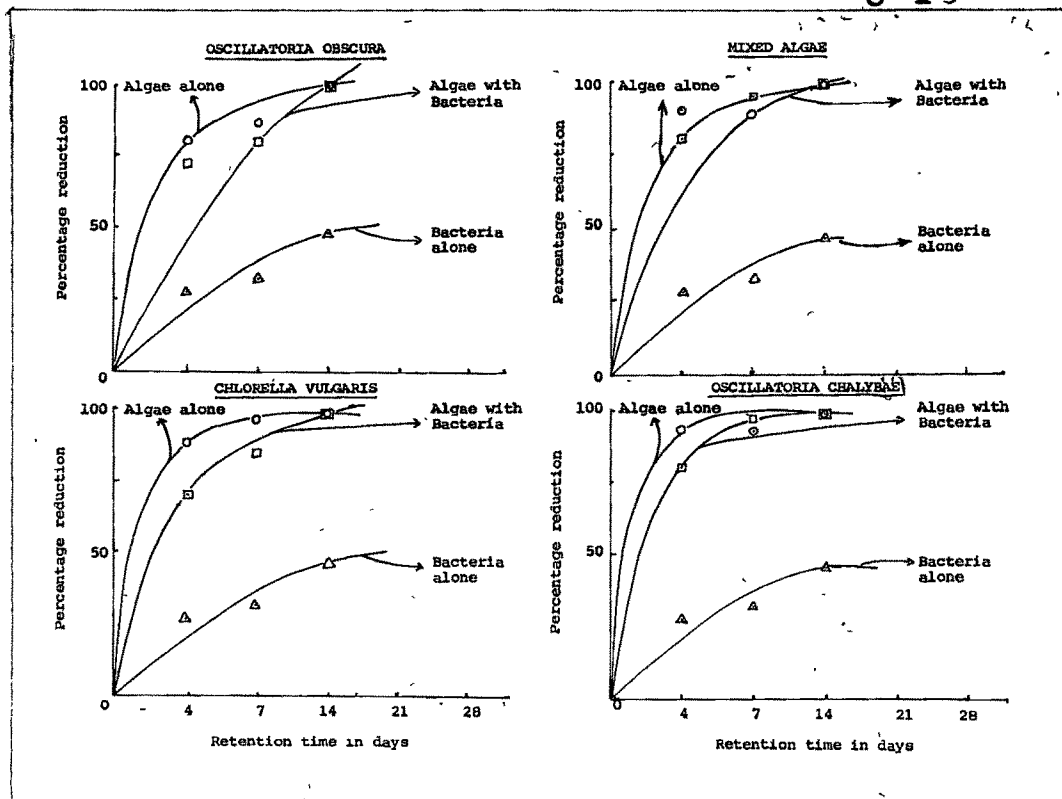 OSCILLATORIA OBSCURA
100
Algae alone
Algae with
Bacteria
50
Bacteria
alone
0
Percentage reduction
MIXED ALGAE
100
Algae alone
Algae with
Bacteria
50
Bacteria
alone
0
Percentage reduction
CHLORELLA VULGARIS
100
Algae alone
Algae with
Bacteria
50
Bacteria
alone
0
4
7
14
21
28
Percentage reduction
Retention time in days
OSCILLATORIA CHALYBAE
100
Algae alone
Algae with
Bacteria
50
Bacteria
alone
0
4
7
14
21
28
Percentage reduction
Retention time in days